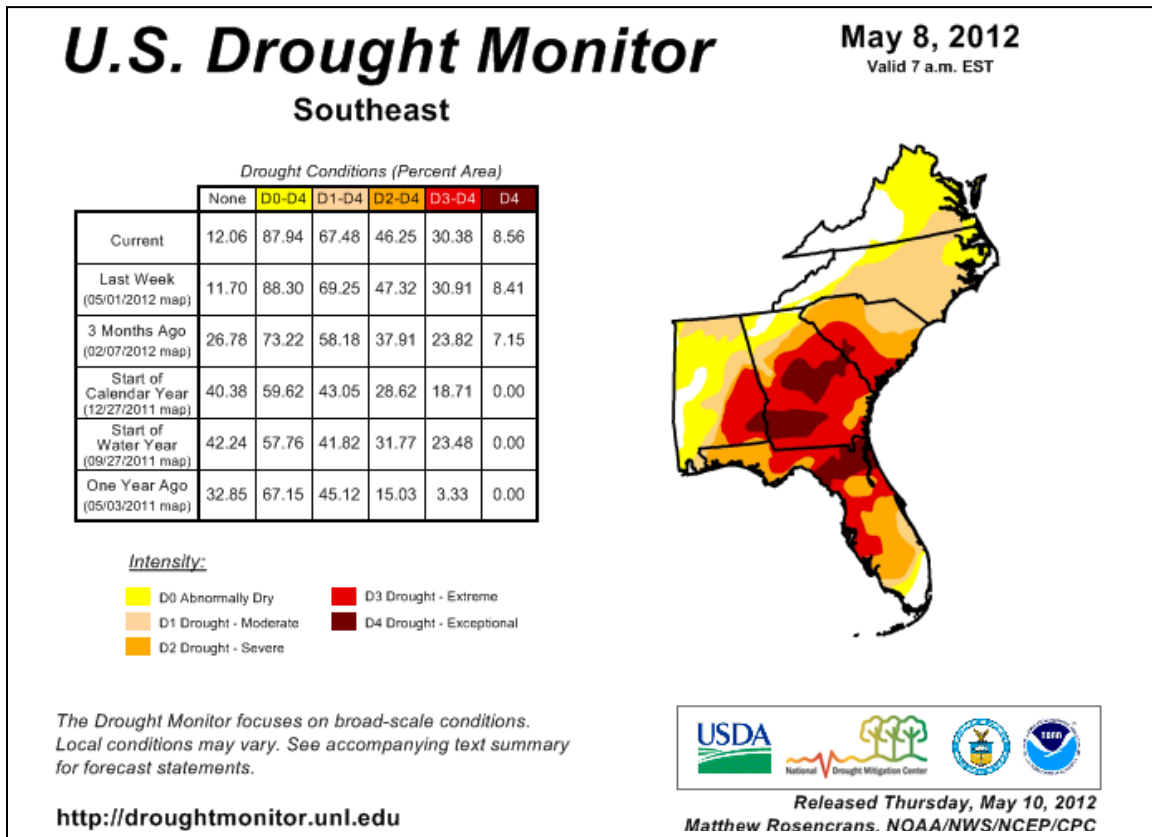 U.S. Drought Monitor
Southeast
May 8, 2012
Valid 7 a.m. EST
Drought Conditions (Percent Area)
None D0-D4 D1-D4 D2-D4 D3-D4 D4
Current 12.06 87.94 67.48 46.25 30.38 8.56
Last Week
(05/01/2012 map) 11.70 88.30 69.25 47.32 30.91 8.41
3 Months Ago
(02/07/2012 map) 26.78 73.22 58.18 37.91 23.82 7.15
Start of
Calendar Year
(12/27/2011 map) 40.38 59.62 43.05 28.62 18.71 0.00
Start of
Water Year
(09/27/2011 map) 42.24 57.76 41.82 31.77 23.48 0.00
One Year Ago
(05/03/2011 map) 32.85 67.15 45.12 15.03 3.33 0.00
Intensity:
D0 Abnormally Dry
D1 Drought - Moderate
D2 Drought - Severe
D3 Drought - Extreme
D4 Drought - Exceptional
The Drought Monitor focuses on broad-scale conditions.
Local conditions may vary. See accompanying text summary
for forecast statements.
http://droughtmonitor.unl.edu
USDA
National Drought Mitigation Center
Released Thursday, May 10, 2012
Matthew Rosencrans, NOAA/NWS/NCEP/CPC